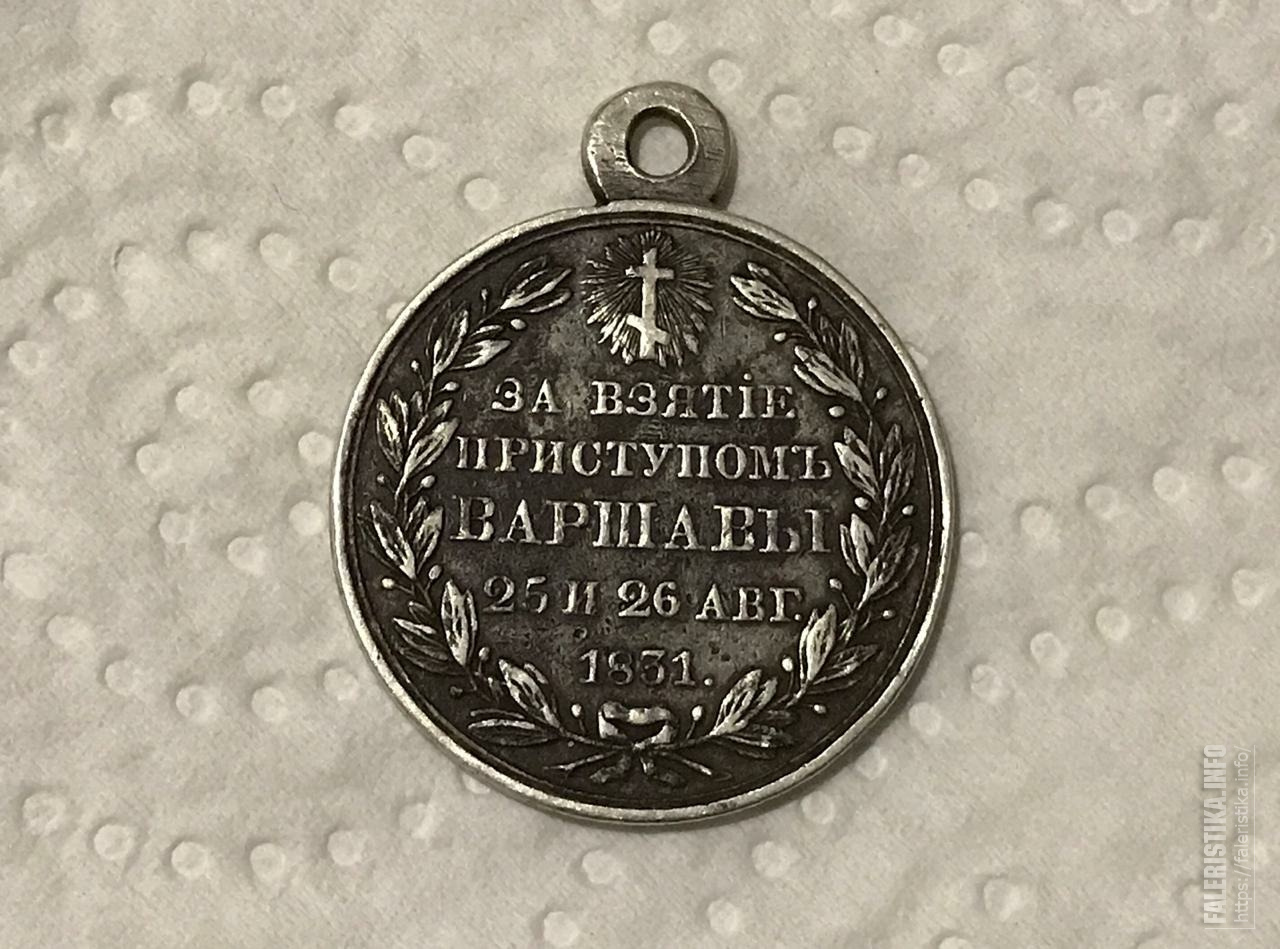 ЗА ВЗЯТІЕ
ПРИСТУПОМЪ
ВАРШАВЫ
25 И 26 АВГ.
1831.
FALERISTIKA.INFO
https://faleristika.info/